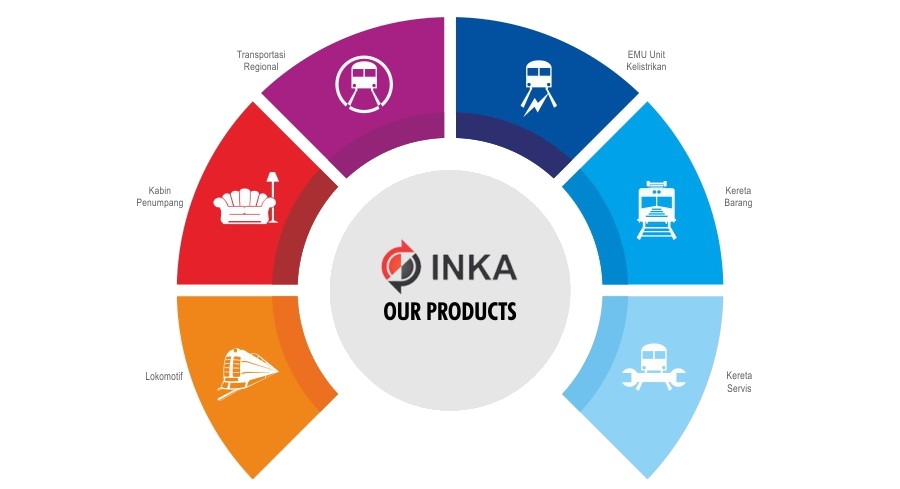 Transportasi
Regional
EMU Unit
Kelistrikan
Kabin
Penumpang
Kereta
Barang
INKA
OUR PRODUCTS
Lokomotif
Kereta
Servis